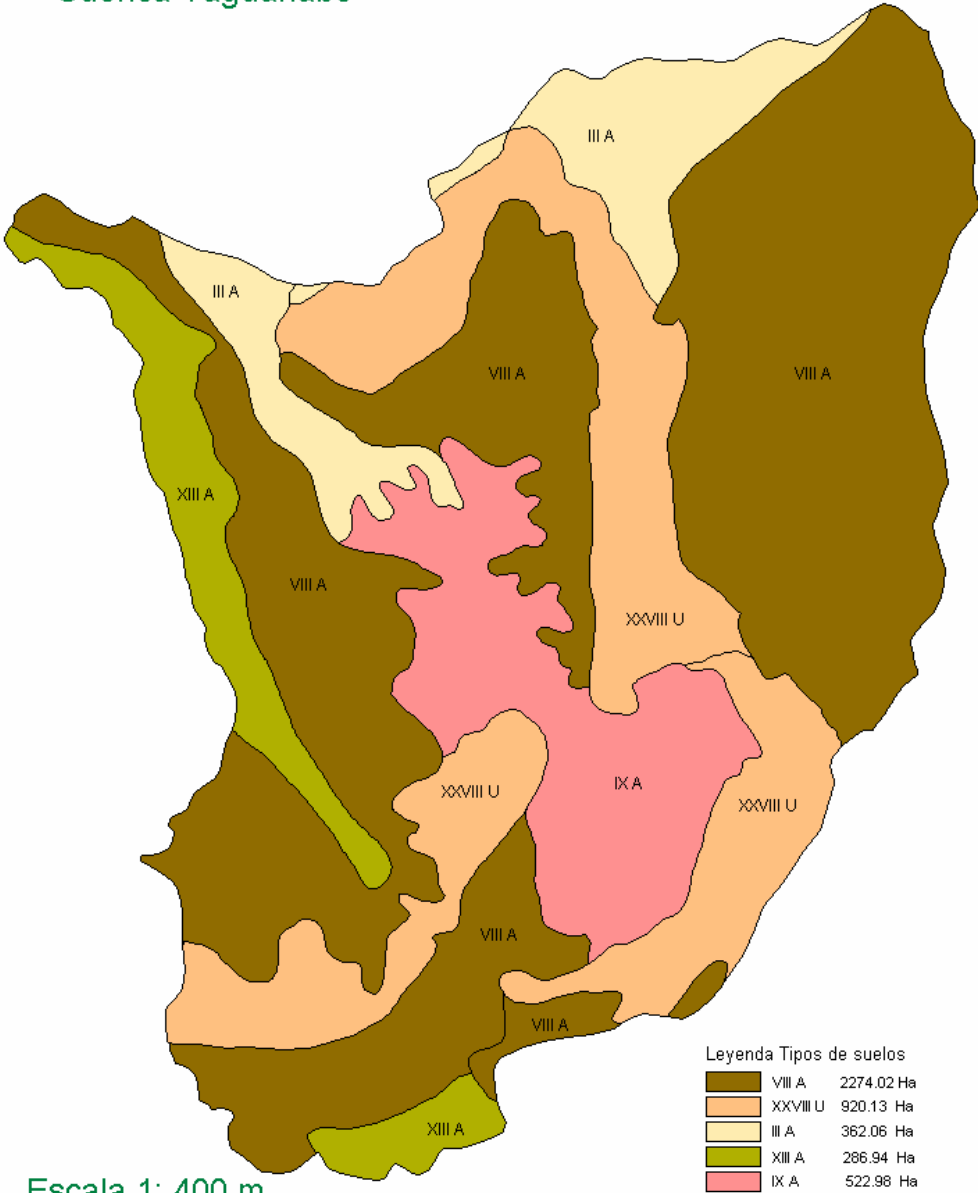 Cuenca Yaguanabo
III A
III A
VIII A
VIII A
XIII A
VIII A
XXVIII U
IX A
XXVIII U
XXVIII U
VIII A
VIII A
XIII A
Leyenda Tipos de suelos
VIII A 2274.02 Ha
XXVIII U 920.13 Ha
III A 362.06 Ha
XIII A 286.94 Ha
IX A 522.98 Ha
Escala 1: 400 m